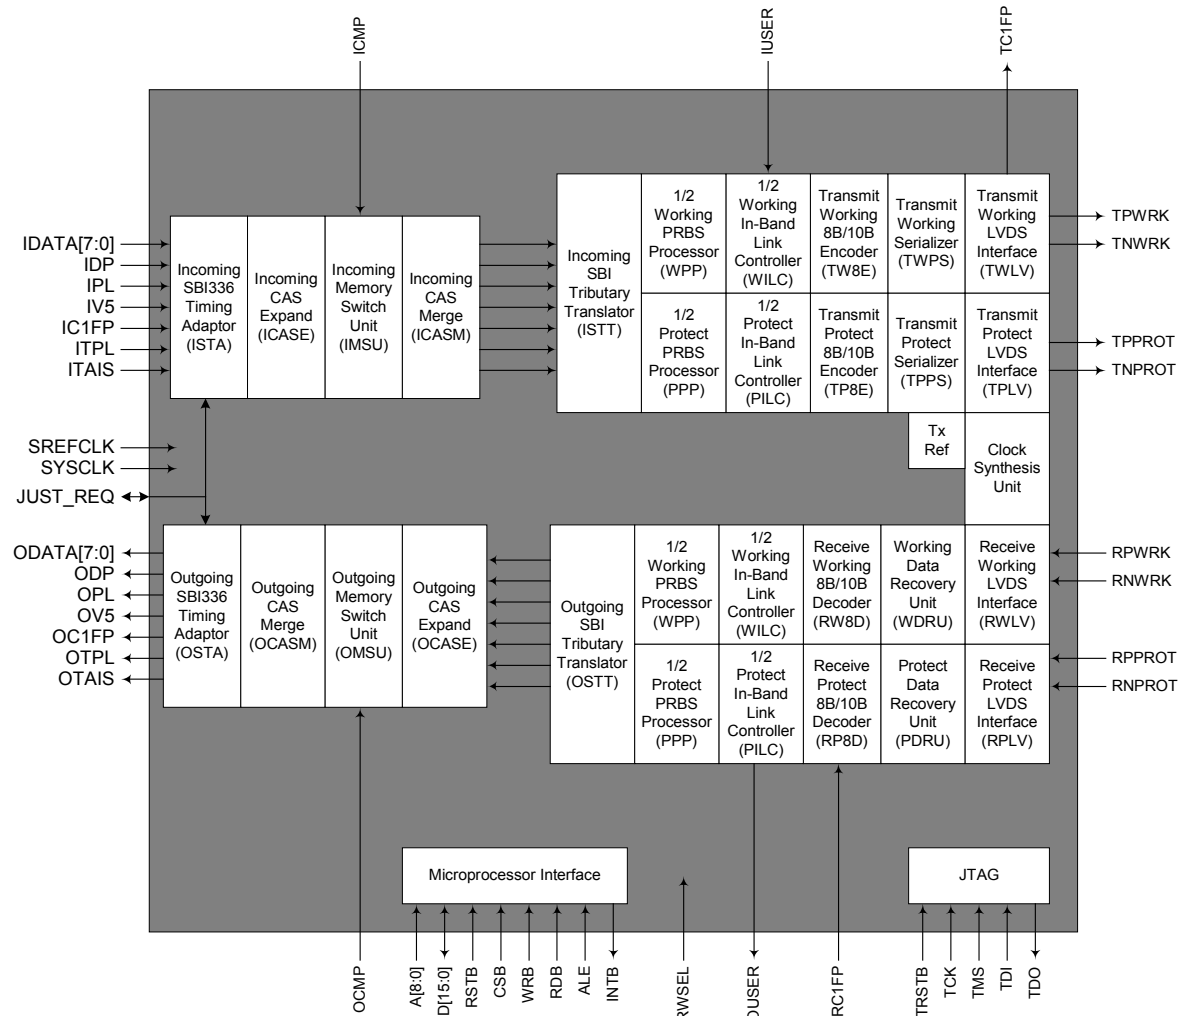 ICMP
IUSER
TC1FP
IDATA[7:0]
IDP
IPL
IV5
IC1FP
ITPL
ITAIS
Incoming
SBI336
Timing
Adaptor
(ISTA)
Incoming
CAS
Expand
(ICASE)
Incoming
Memory
Switch
Unit
(IMSU)
Incoming
CAS
Merge
(ICASM)
Incoming
SBI
Tributary
Translator
(ISTT)
1/2
Working
PRBS
Processor
(WPP)
1/2
Working
In-Band
Link
Controller
(WILC)
Transmit
Working
8B/10B
Encoder
(TW8E)
Transmit
Working
Serializer
(TWPS)
Transmit
Working
LVDS
Interface
(TWLV)
TPWRK
TNWRK
1/2
Protect
PRBS
Processor
(PPP)
1/2
Protect
In-Band
Link
Controller
(PILC)
Transmit
Protect
8B/10B
Encoder
(TP8E)
Transmit
Protect
Serializer
(TPPS)
Transmit
Protect
LVDS
Interface
(TPLV)
TPPROT
TNPROT
Tx
Ref
Clock
Synthesis
Unit
SREFCLK
SYSCLK
JUST_REQ
ODATA[7:0]
ODP
OPL
OV5
OC1FP
OTPL
OTAIS
Outgoing
SBI336
Timing
Adaptor
(OSTA)
Outgoing
CAS
Merge
(OCASM)
Outgoing
Memory
Switch
Unit
(OMSU)
Outgoing
CAS
Expand
(OCASE)
Outgoing
SBI
Tributary
Translator
(OSTT)
1/2
Working
PRBS
Processor
(WPP)
1/2
Working
In-Band
Link
Controller
(WILC)
Receive
Working
8B/10B
Decoder
(RW8D)
Working
Data
Recovery
Unit
(WDRU)
Receive
Working
LVDS
Interface
(RWLV)
RPWRK
RNWRK
1/2
Protect
PRBS
Processor
(PPP)
1/2
Protect
In-Band
Link
Controller
(PILC)
Receive
Protect
8B/10B
Decoder
(RP8D)
Protect
Data
Recovery
Unit
(PDRU)
Receive
Protect
LVDS
Interface
(RPLV)
RPPROT
RNPROT
Microprocessor Interface
JTAG
OCMP
A[8:0]
D[15:0]
RSTB
CSB
WRB
RDB
ALE
INTB
RWSEL
OUSER
RC1FP
TRSTB
TCK
TMS
TDI
TDO